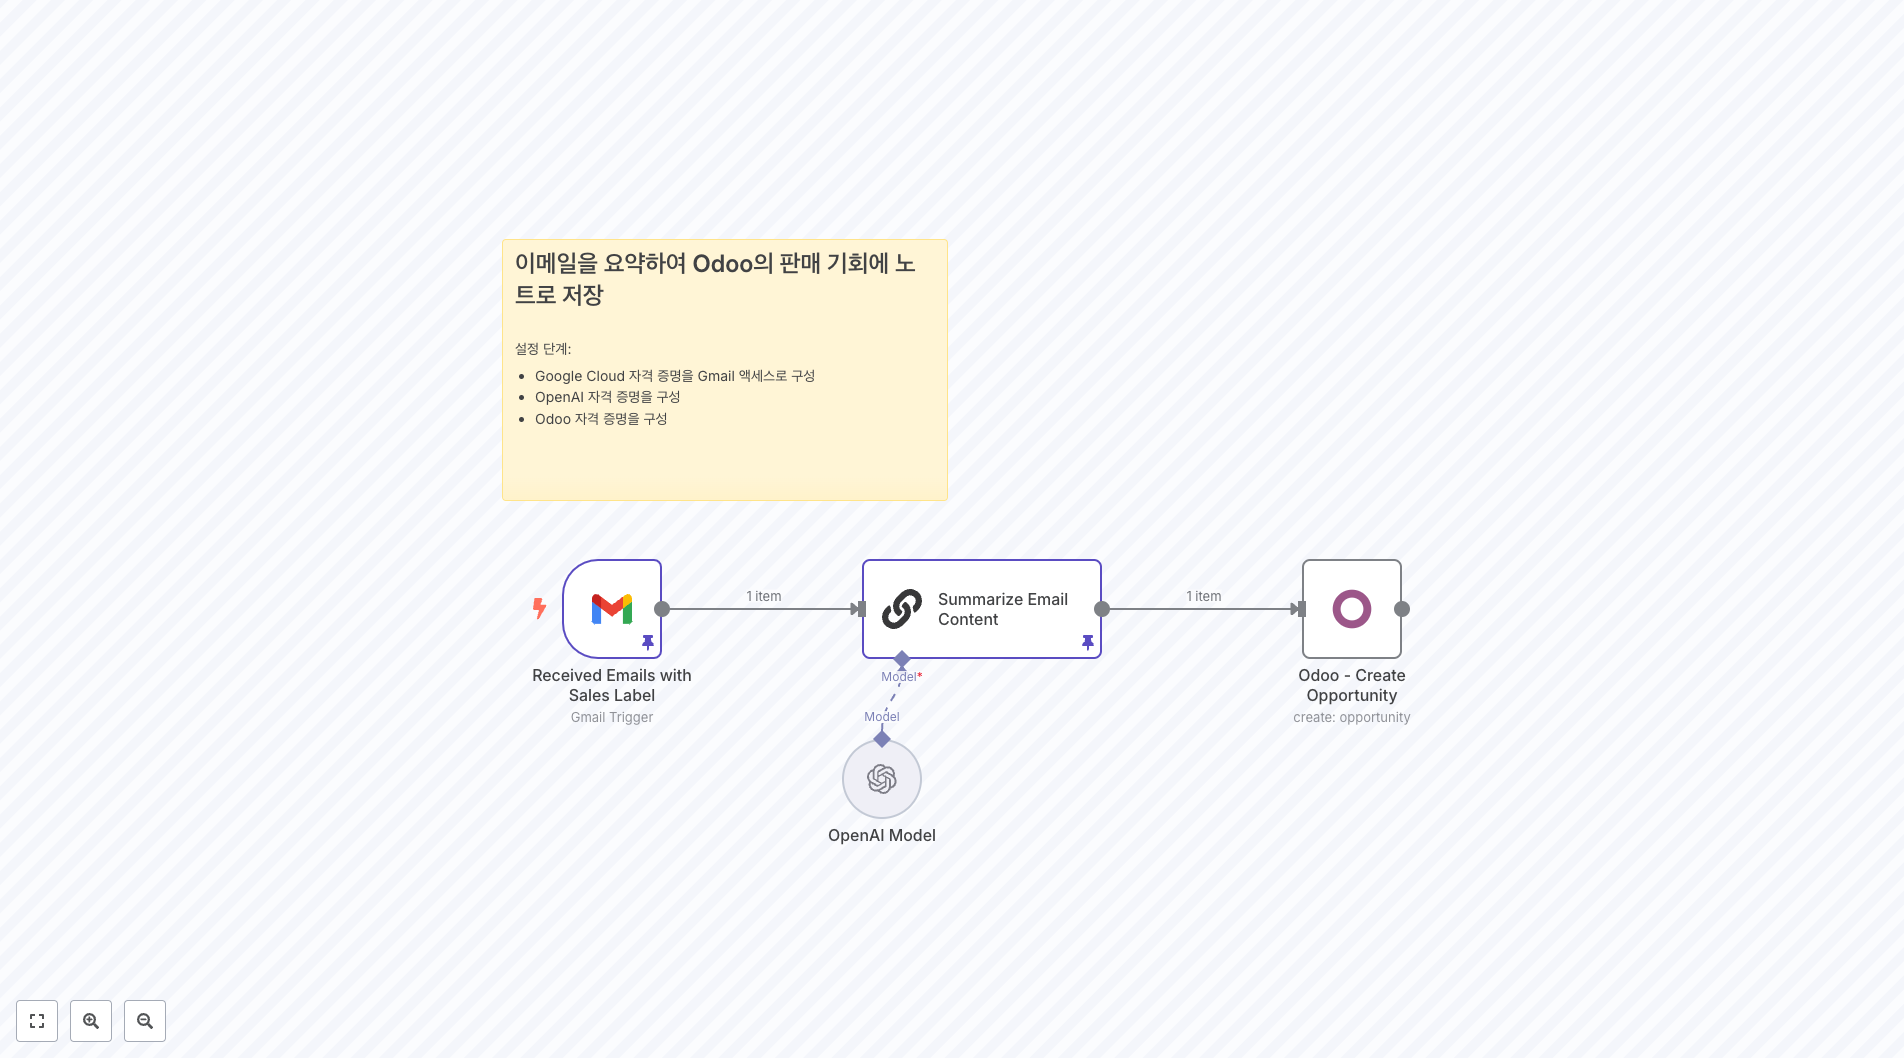 이메일을 요약하여 Odoo의 판매 기회에 노
트로 저장
설정 단계:
Google Cloud 자격 증명을 Gmail 액세스로 구성
OpenAI 자격 증명을 구성
Odoo 자격 증명을 구성
1 item
1 item
Summarize Email
Content
Received Emails with
Sales Label
Gmail Trigger
Model*
Model
OpenAI Model
Odoo - Create
Opportunity
create: opportunity